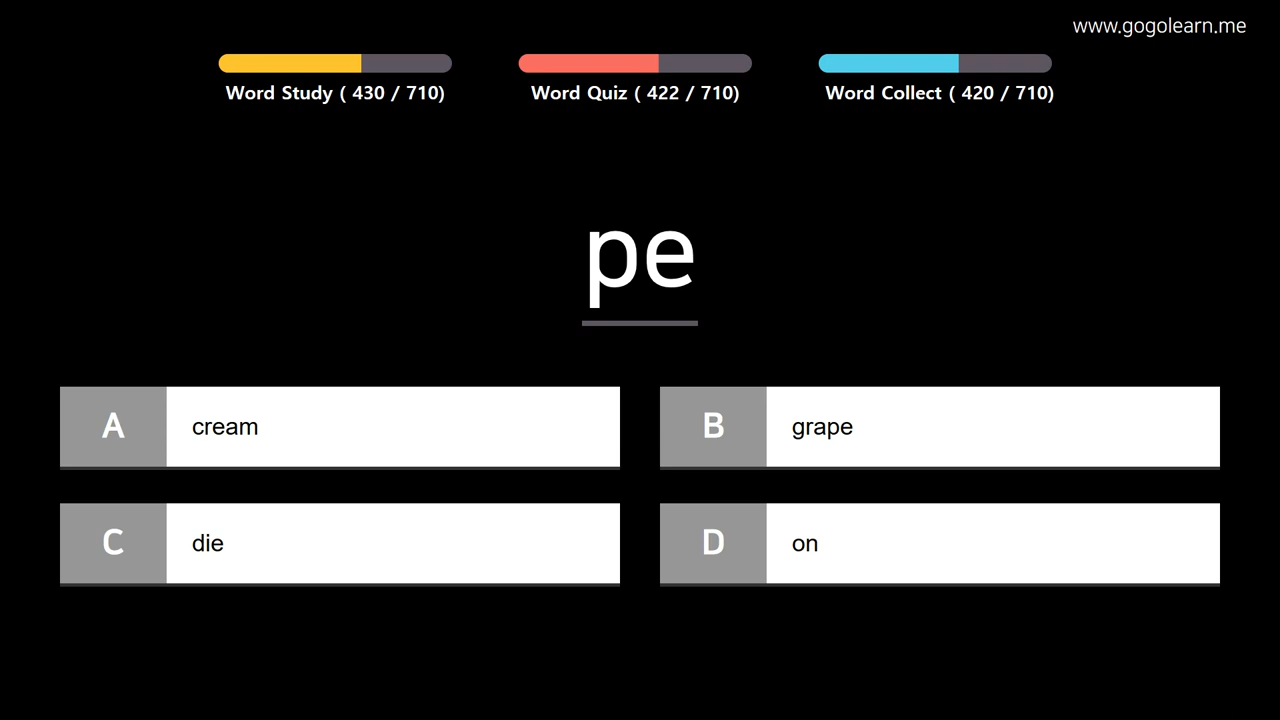 www.gogolearn.me
Word Study ( 430 / 710)
Word Quiz ( 422 / 710)
Word Collect ( 420 / 710)
pe
A cream
B grape
C die
D on